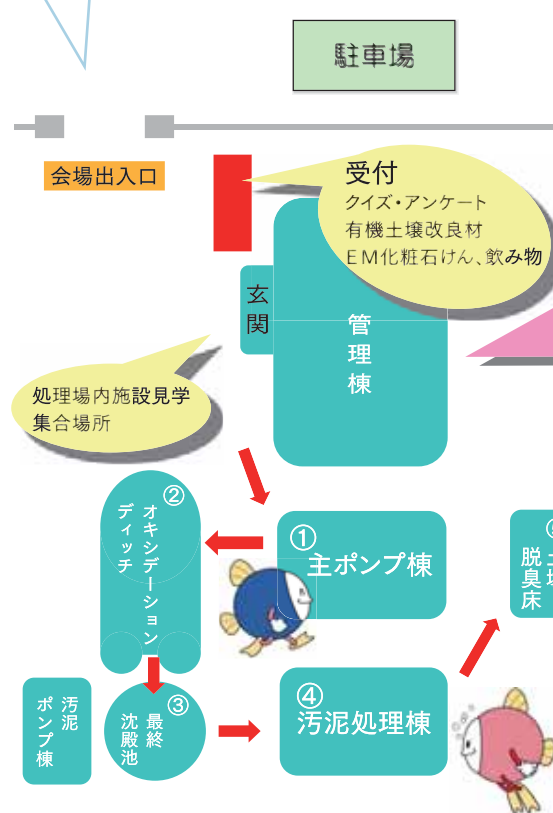 駐車場
会場出入口
受付
クイズ・アンケート
有機土壌改良材
EM化粧石けん、飲み物
玄関
管理棟
処理場内施設見学
集合場所
②
オキシデーション
ディッチ
①
主ポンプ棟
脱臭床
汚泥
ポンプ棟
③
最終
沈殿池
④
汚泥処理棟